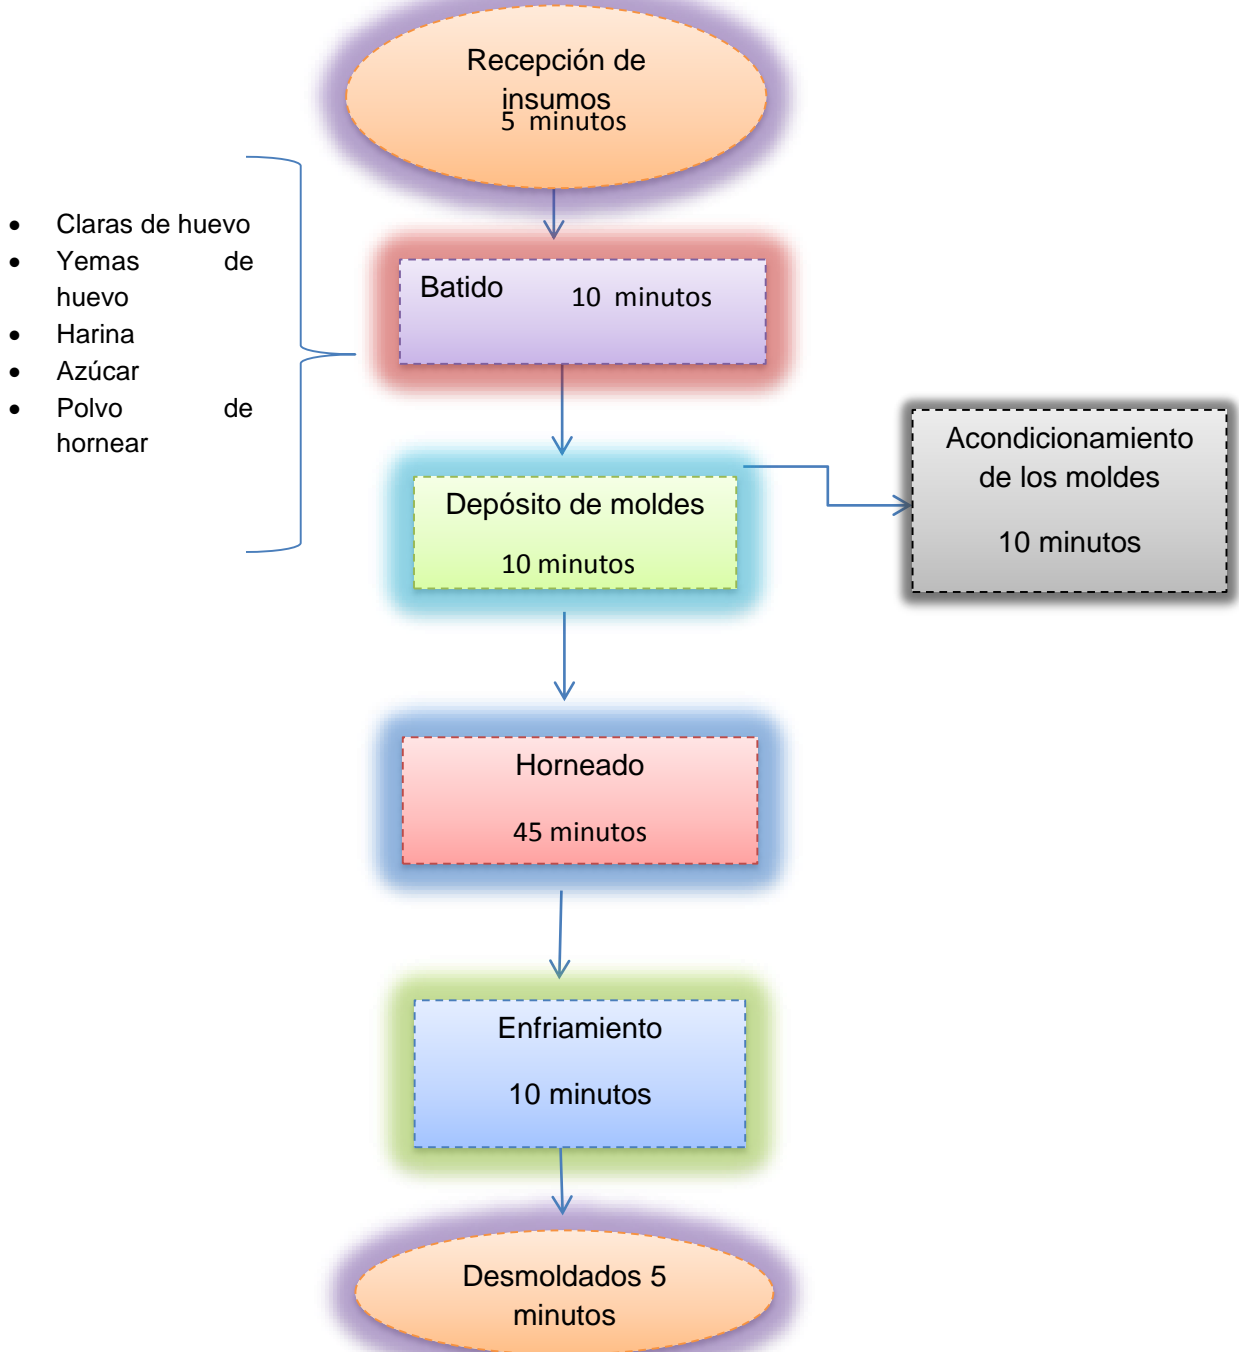 Recepción de
insumos
5 minutos
• Claras de huevo
• Yemas de
huevo
• Harina
• Azúcar
• Polvo de
hornear
Batido 10 minutos
Depósito de moldes
10 minutos
Acondicionamiento
de los moldes
10 minutos
Horneado
45 minutos
Enfriamiento
10 minutos
Desmoldados 5
minutos